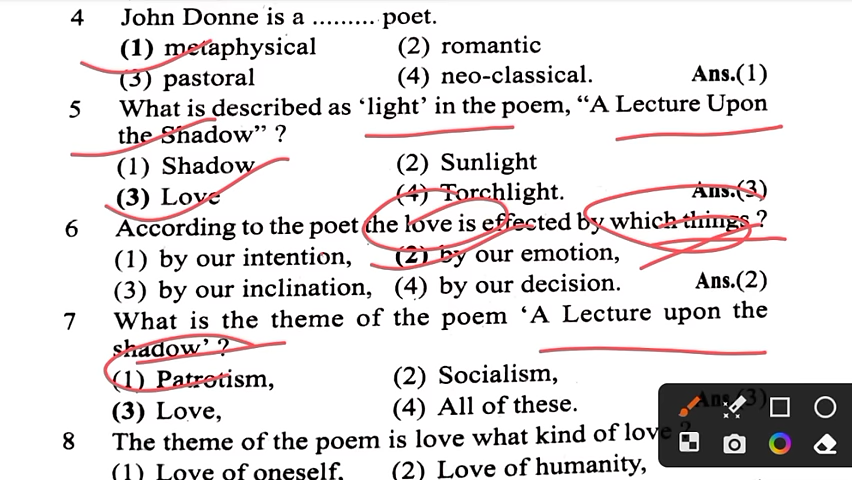 4 John Donne is a ......... poet.
(1) metaphysical (2) romantic
(3) pastoral (4) neo-classical. Ans.(1)
5 What is described as 'light' in the poem, "A Lecture Upon
the Shadow" ?
(1) Shadow (2) Sunlight
(3) Love (4) Torchlight. Ans.(3)
6 According to the poet the love is effected by which things ?
(1) by our intention, (2) by our emotion,
(3) by our inclination, (4) by our decision. Ans.(2)
7 What is the theme of the poem 'A Lecture upon the
shadow' ?
(1) Patrotism, (2) Socialism,
(3) Love, (4) All of these. Ans.(3)
8 The theme of the poem is love what kind of love ?
(1) Love of oneself, (2) Love of humanity,